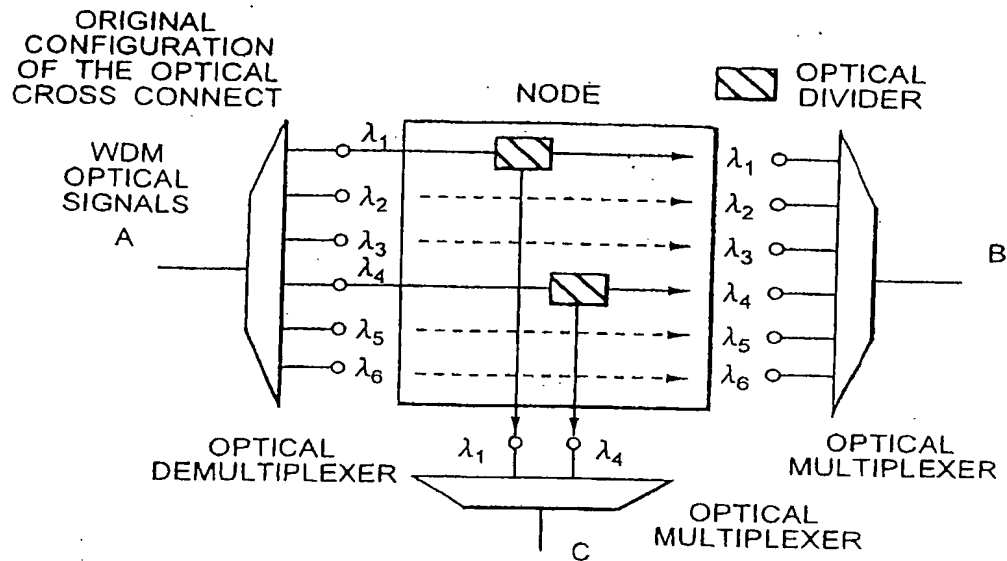 ORIGINAL
CONFIGURATION
OF THE OPTICAL
CROSS CONNECT
NODE
OPTICAL
DIVIDER
WDM
OPTICAL
SIGNALS
A
λ1
λ2
λ3
λ4
λ5
λ6
λ1
λ2
λ3
λ4
λ5
λ6
B
OPTICAL
DEMULTIPLEXER
λ1
λ4
OPTICAL
MULTIPLEXER
OPTICAL
MULTIPLEXER
C